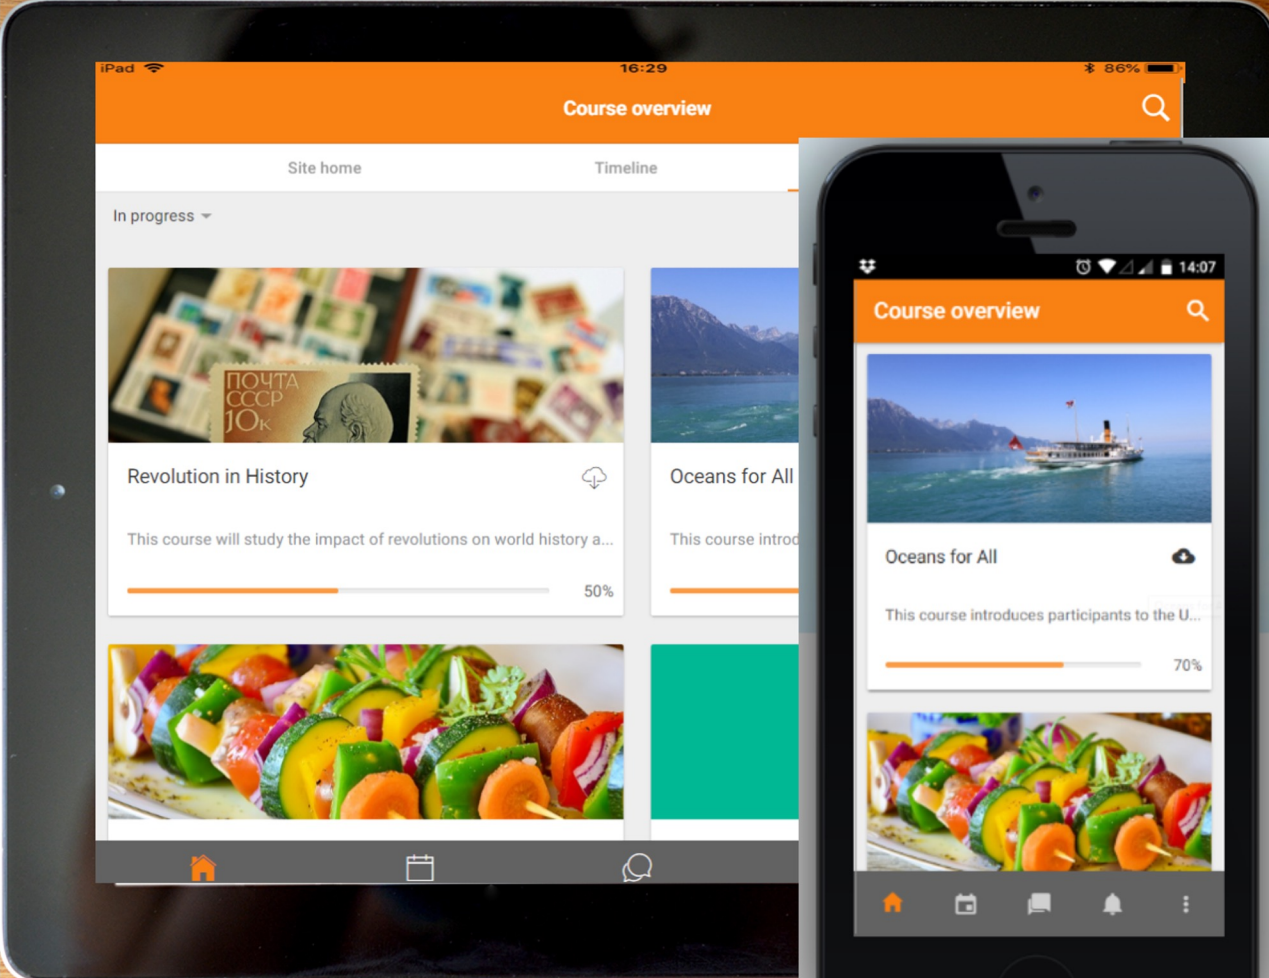 iPad 16:29 86%
Course overview
Site home Timeline
In progress
ПОЧТА
СССР
10к
Revolution in History
This course will study the impact of revolutions on world history a...
50%
Oceans for All
This course introd
14:07
Course overview
Oceans for All
This course introduces participants to the U...
70%